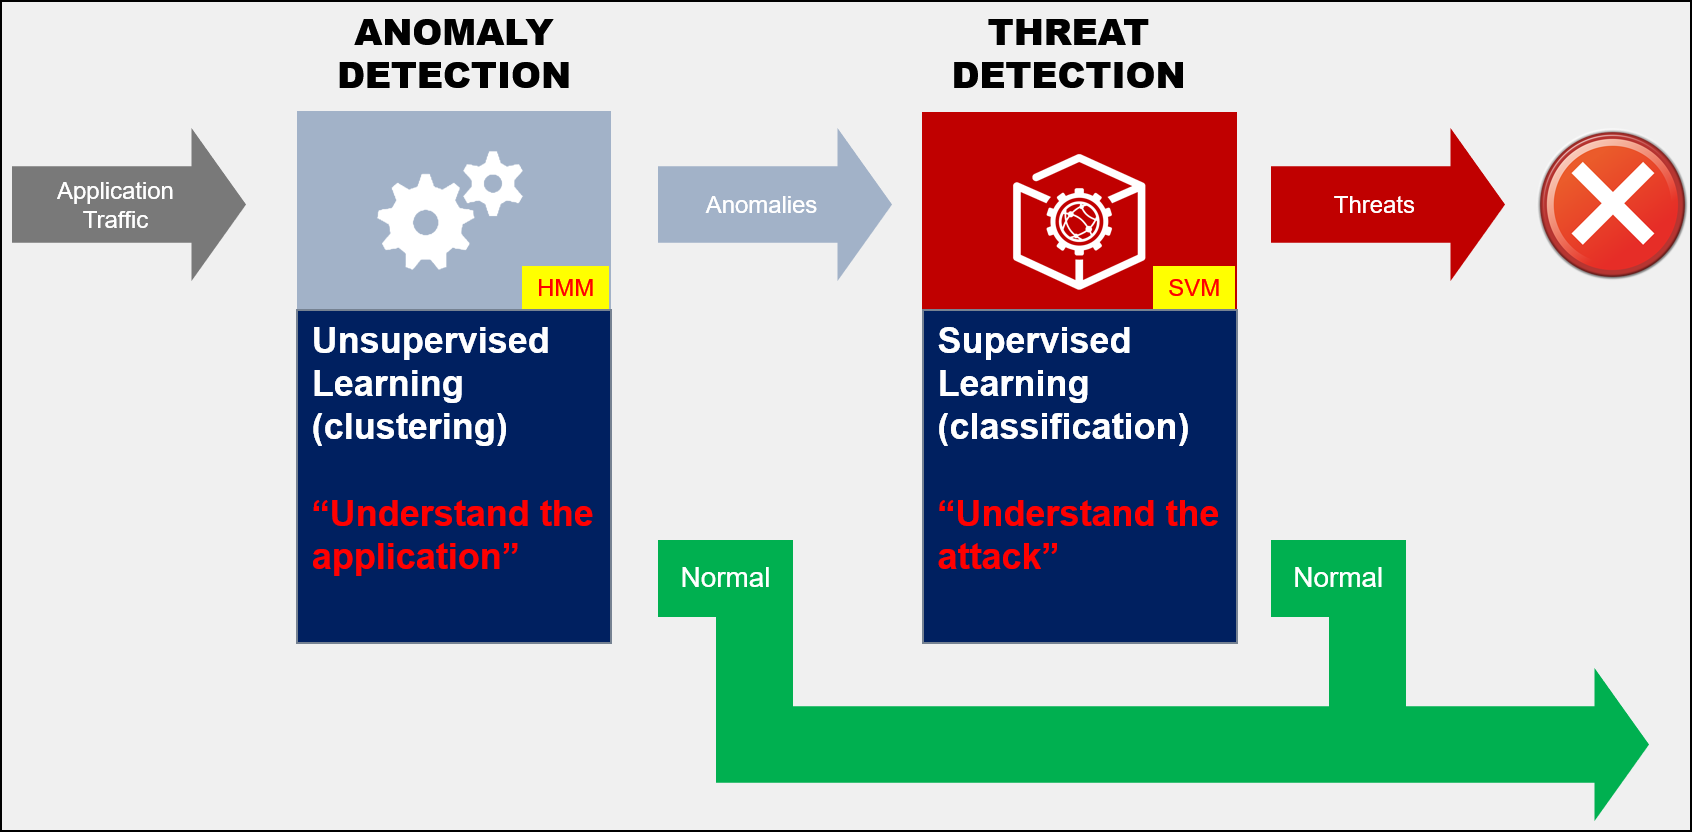 ANOMALY
DETECTION
THREAT
DETECTION
Application
Traffic
Anomalies
Threats
HMM
SVM
Unsupervised
Learning
(clustering)
“Understand the
application”
Supervised
Learning
(classification)
“Understand the
attack”
Normal
Normal